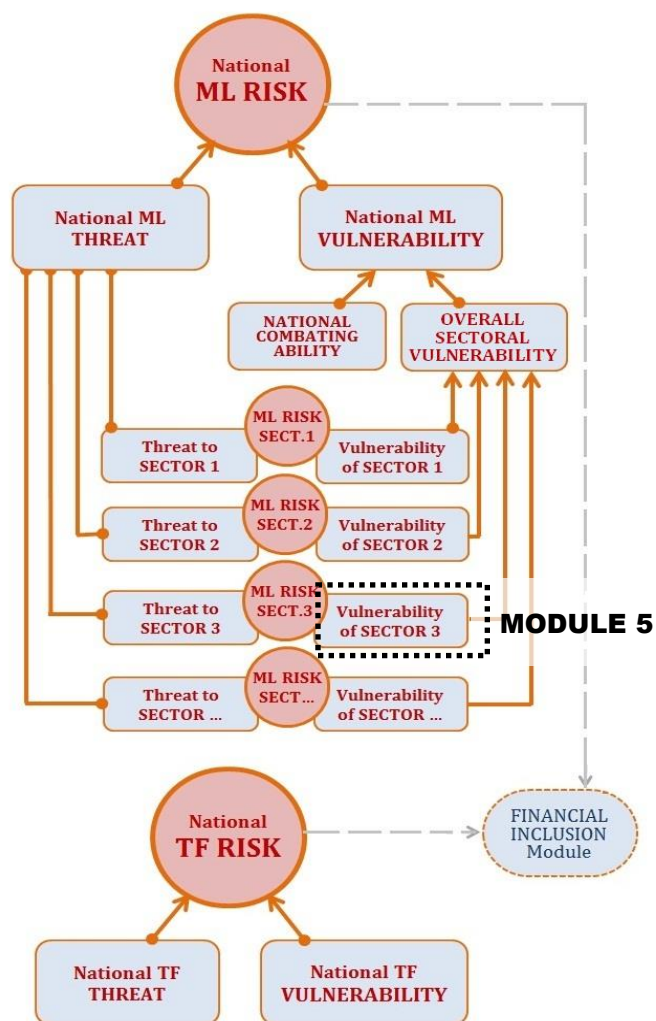 National
ML RISK
National ML
THREAT
National ML
VULNERABILITY
NATIONAL
COMBATING
ABILITY
OVERALL
SECTORAL
VULNERABILITY
Threat to
SECTOR 1
ML RISK
SECT.1
Vulnerability
of SECTOR 1
Threat to
SECTOR 2
ML RISK
SECT.2
Vulnerability
of SECTOR 2
Threat to
SECTOR 3
ML RISK
SECT.3
Vulnerability
of SECTOR 3
MODULE 5
Threat to
SECTOR ...
ML RISK
SECT...
Vulnerability
of SECTOR ...
National
TF RISK
FINANCIAL
INCLUSION
Module
National TF
THREAT
National TF
VULNERABILITY